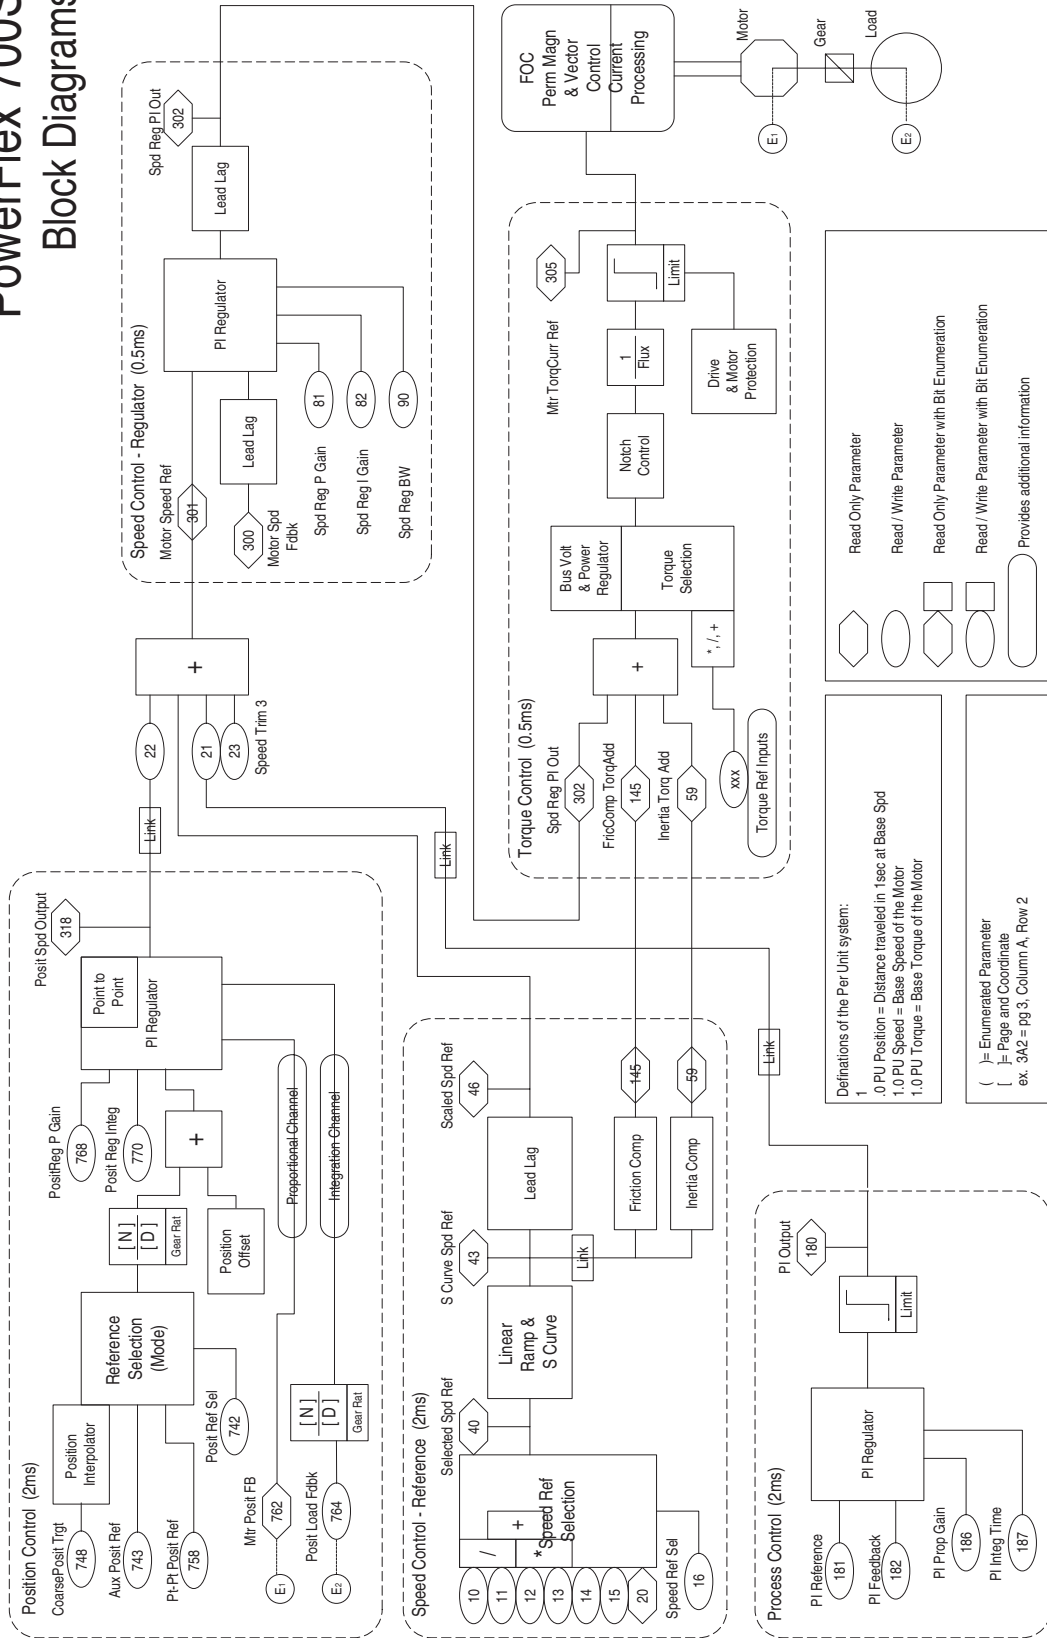 PowerFlex 700S
Block Diagrams
Position Control (2ms)
CoarsePosit Trgt
748
Position
Interpolator
Aux Posit Ref
743
Pt-Pt Posit Ref
758
Reference
Selection
(Mode)
Posit Ref Sel
742
[ N ]
[ D ]
Gear Rat
Position
Offset
+
PositReg P Gain
768
Posit Reg Integ
770
Point to
Point
PI Regulator
Posit Spd Output
318
Mtr Posit FB
E1
762
Proportional Channel
Posit Load Fdbk
E2
764
[ N ]
[ D ]
Gear Rat
Integration Channel
Link
22
21
23
Speed Trim 3
+
Speed Control - Regulator (0.5ms)
Motor Speed Ref
301
300
Motor Spd
Fdbk
Lead Lag
PI Regulator
Spd Reg P Gain
81
Spd Reg I Gain
82
Spd Reg BW
90
Lead Lag
Spd Reg PI Out
302
Speed Control - Reference (2ms)
10
11
12
13
14
15
20
/
+
*Speed Ref
Selection
Speed Ref Sel
16
Selected Spd Ref
40
Linear
Ramp &
S Curve
S Curve Spd Ref
43
Link
Lead Lag
Scaled Spd Ref
46
Friction Comp
145
Inertia Comp
59
Link
Torque Control (0.5ms)
Spd Reg PI Out
302
FricComp TorqAdd
145
Inertia Torq Add
59
xxx
Torque Ref Inputs
+
*, /, +
Bus Volt
& Power
Regulator
Torque
Selection
Notch
Control
1
Flux
Limit
Drive
& Motor
Protection
Mtr TorqCurr Ref
305
FOC
Perm Magn
& Vector
Control
Current
Processing
Motor
Gear
Load
E1
E2
Process Control (2ms)
PI Reference
181
PI Feedback
182
PI Prop Gain
186
PI Integ Time
187
PI Regulator
Limit
PI Output
180
Link
Definations of the Per Unit system:
1
.0 PU Position = Distance traveled in 1sec at Base Spd
1.0 PU Speed = Base Speed of the Motor
1.0 PU Torque = Base Torque of the Motor
( )= Enumerated Parameter
[ ]= Page and Coordinate
ex. 3A2 = pg 3, Column A, Row 2
Read Only Parameter
Read / Write Parameter
Read Only Parameter with Bit Enumeration
Read / Write Parameter with Bit Enumeration
Provides additional information